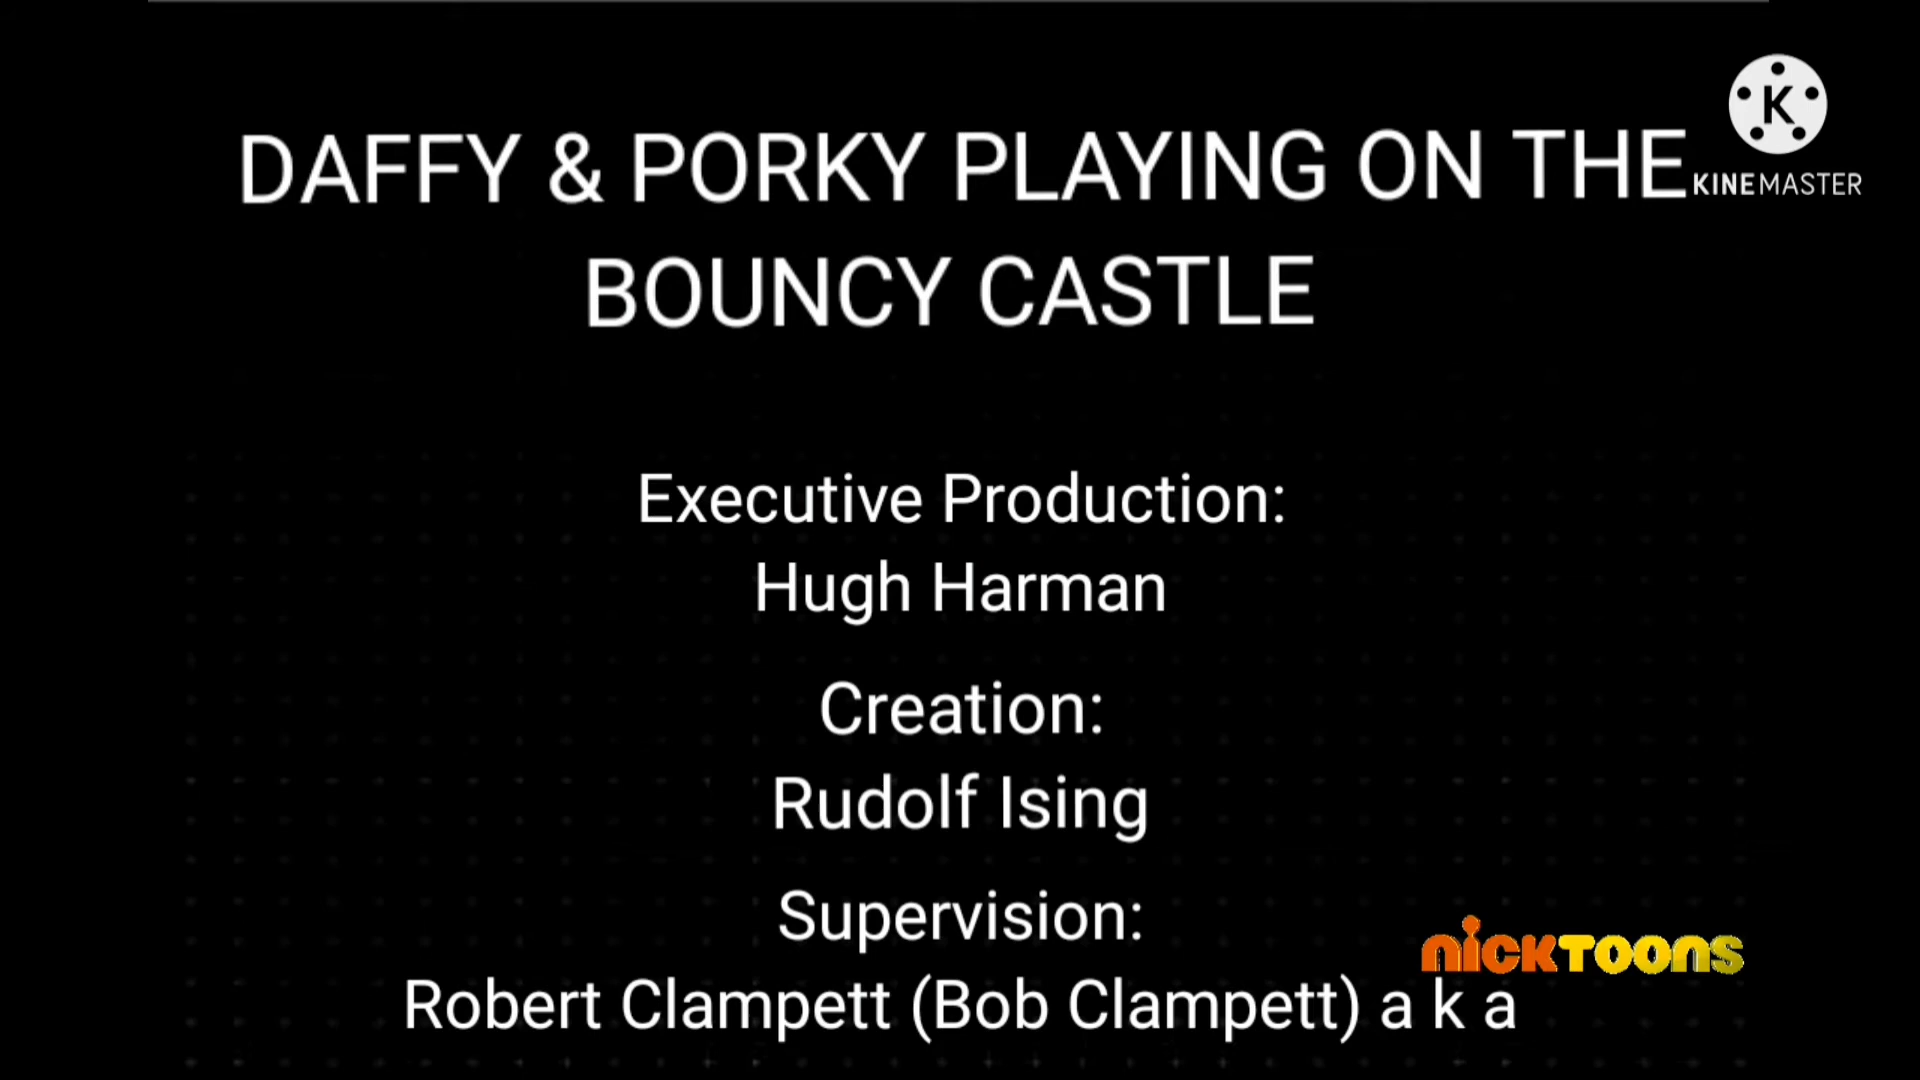 DAFFY & PORKY PLAYING ON THE
BOUNCY CASTLE
K
KINEMASTER
Executive Production:
Hugh Harman
Creation:
Rudolf Ising
Supervision:
nickTOONS
Robert Clampett (Bob Clampett) a k a